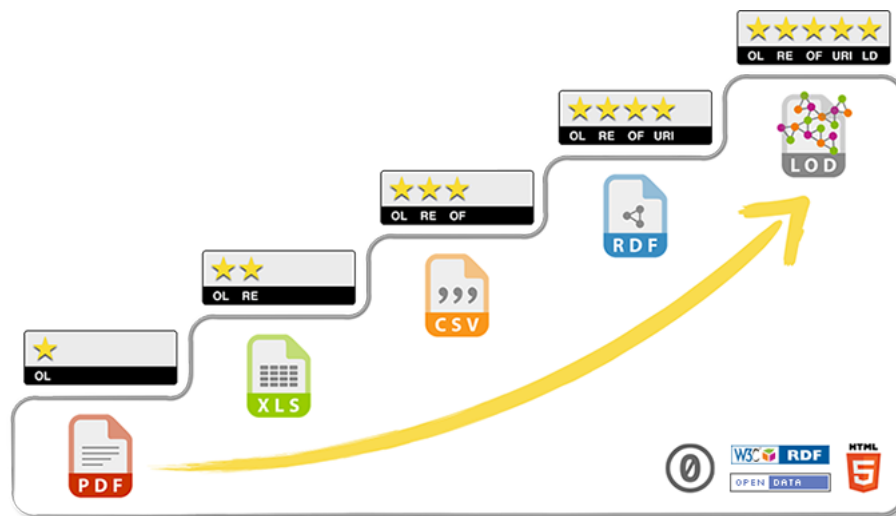 OL RE OF URI LD
LOD
OL RE OF URI
RDF
OL RE OF
CSV
OL RE
XLS
OL
PDF
0
W3C RDF
OPEN DATA
HTML
5